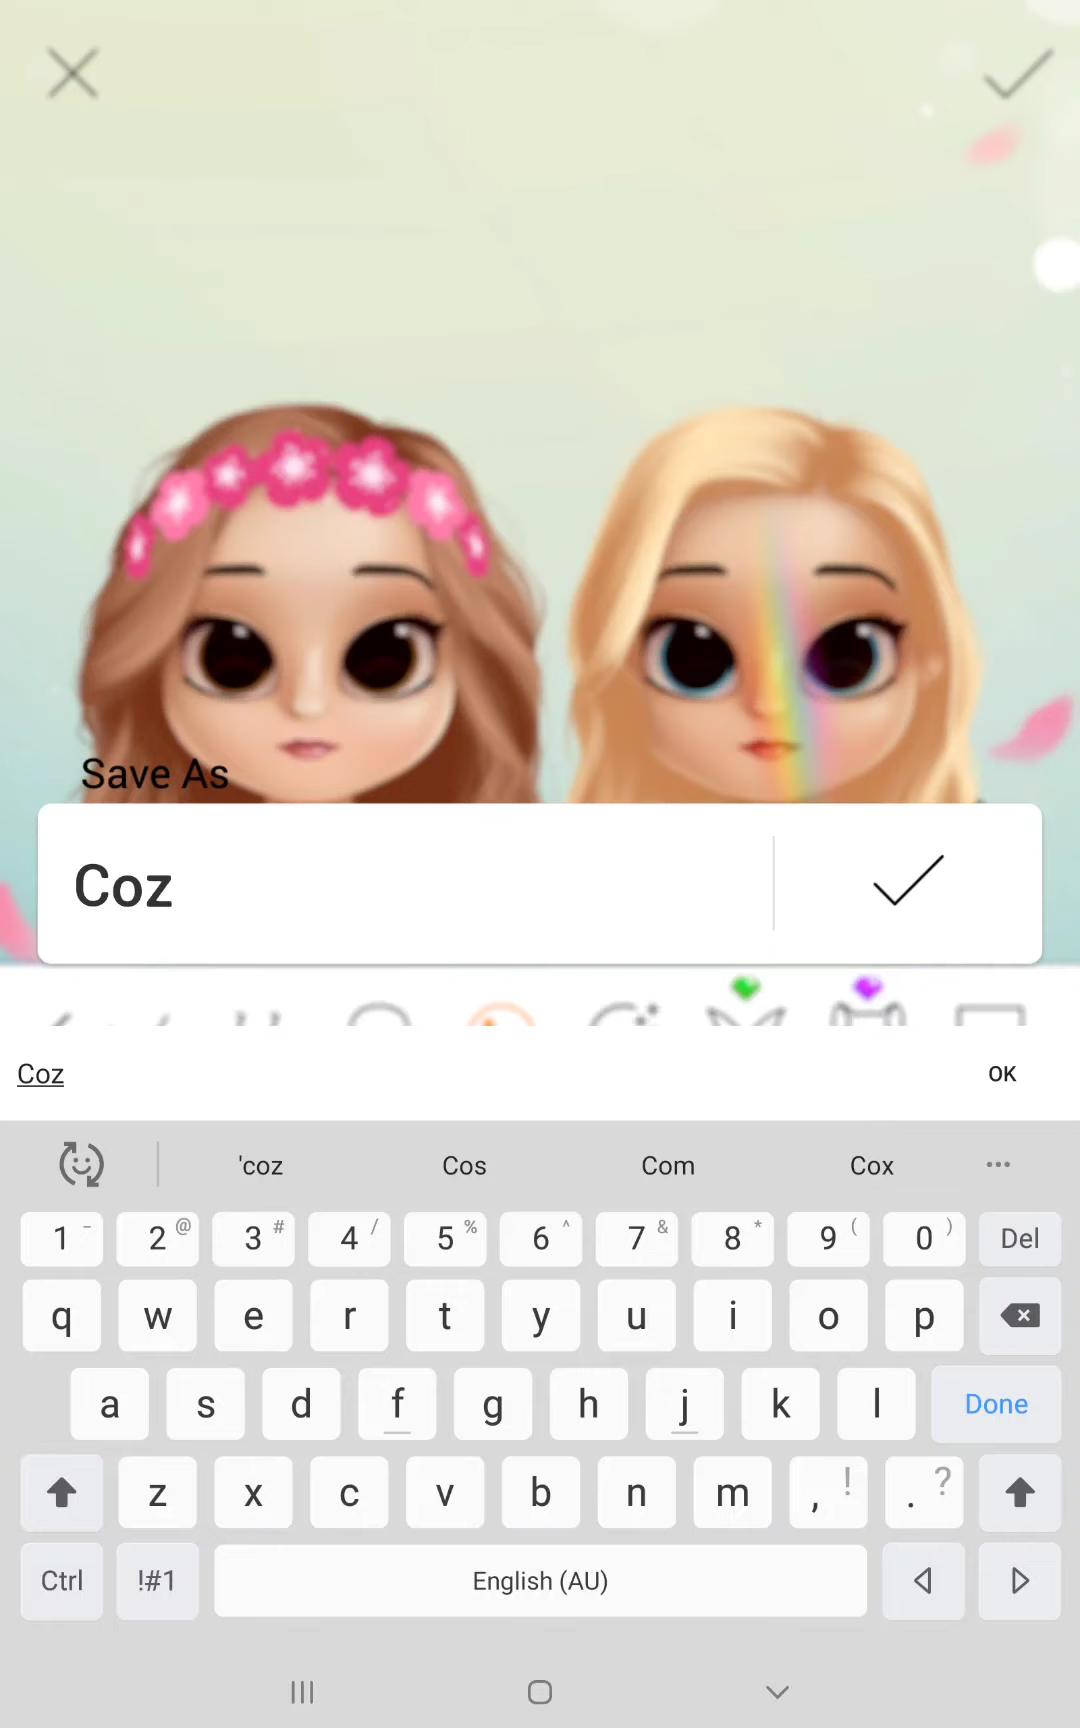 Save As
Coz
Coz OK
'coz Cos Com Cox ...
1 - 2 @ 3 # 4 / 5 % 6 ^ 7 & 8 * 9 ( 0 ) Del
q w e r t y u i o p
a s d f g h j k l Done
z x c v b n m , ! . ?
Ctrl !#1 English (AU)